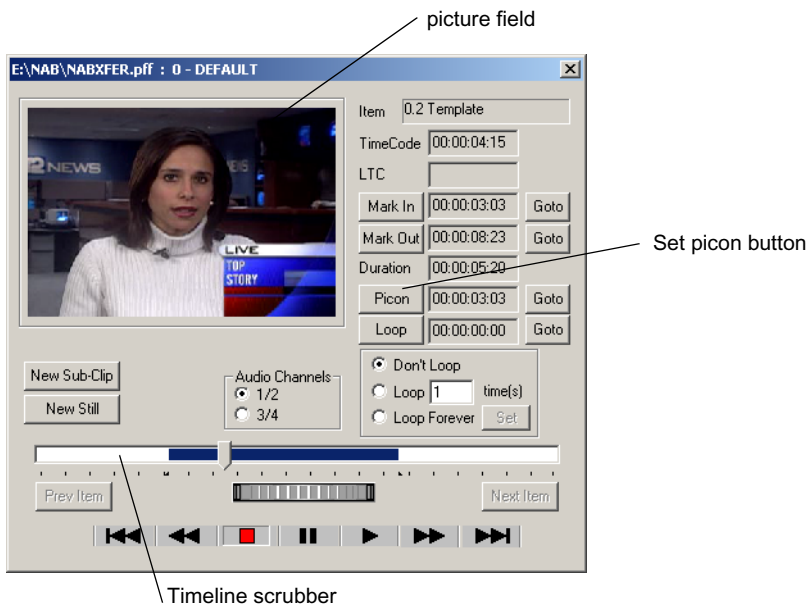 picture field
E:\NAB\NABXFER.pff : 0 - DEFAULT
Item 0.2 Template
TimeCode 00:00:04:15
LTC
Mark In 00:00:03:03 Goto
Mark Out 00:00:08:23 Goto
Duration 00:00:05:20
Picon 00:00:03:03 Goto
Loop 00:00:00:00 Goto
Set picon button
12 NEWS
LIVE
TOP
STORY
New Sub-Clip
New Still
Audio Channels
1/2
3/4
Don't Loop
Loop 1 time(s)
Loop Forever Set
Prev Item
Next Item
Timeline scrubber